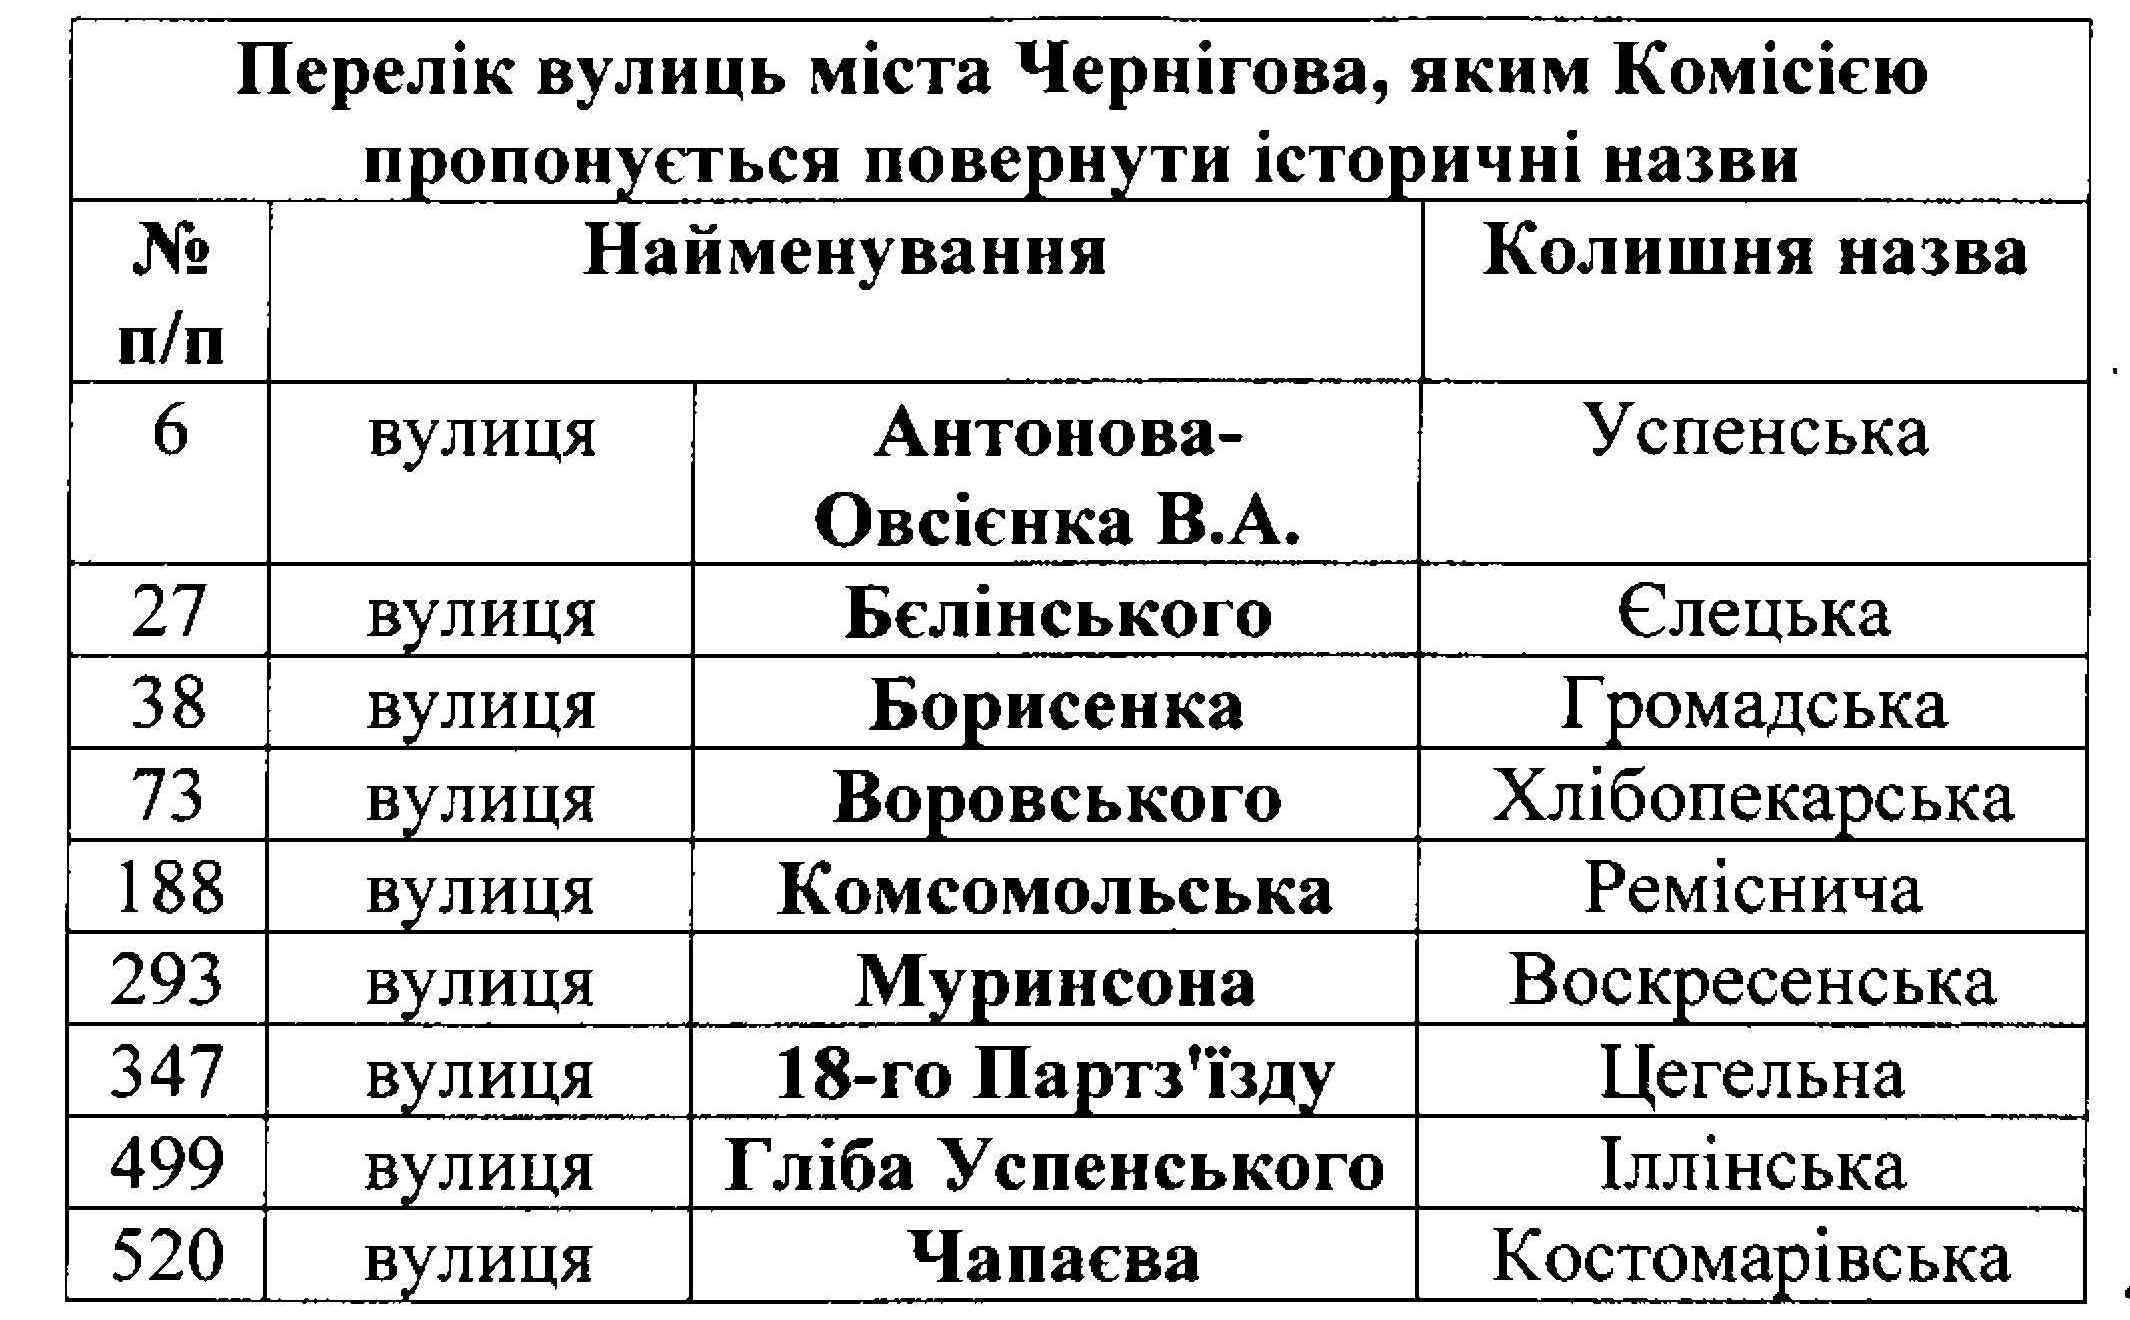 Перелік вулиць міста Чернігова, яким Комісією
пропонується повернути історичні назви
№ п/п Найменування Колишня назва
6 вулиця Антонова-Овсієнка В.А. Успенська
27 вулиця Бєлінського Єлецька
38 вулиця Борисенка Громадська
73 вулиця Воровського Хлібопекарська
188 вулиця Комсомольська Реміснича
293 вулиця Муринсона Воскресенська
347 вулиця 18-го Партз'їзду Цегельна
499 вулиця Гліба Успенського Іллінська
520 вулиця Чапаєва Костомарівська